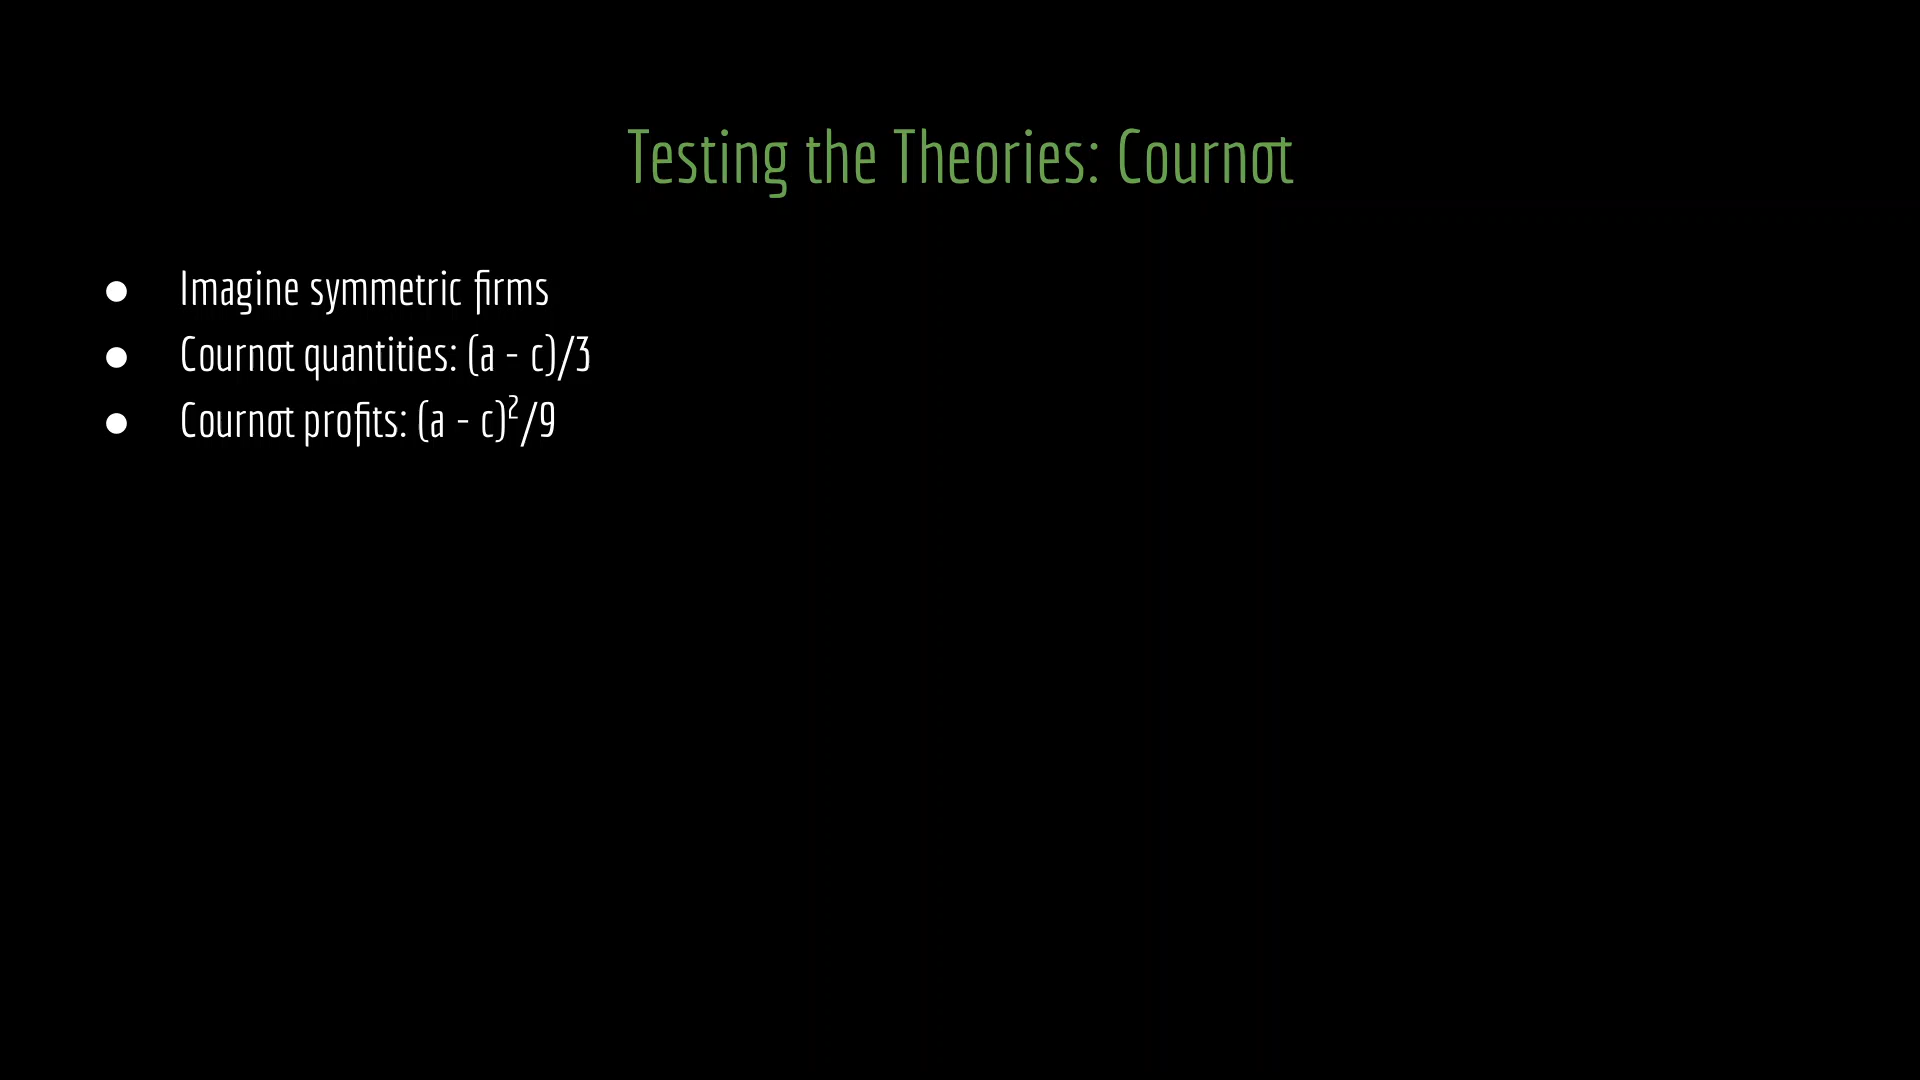 Testing the Theories: Cournot
● Imagine symmetric firms
● Cournot quantities: (a - c)/3
● Cournot profits: (a - c)²/9